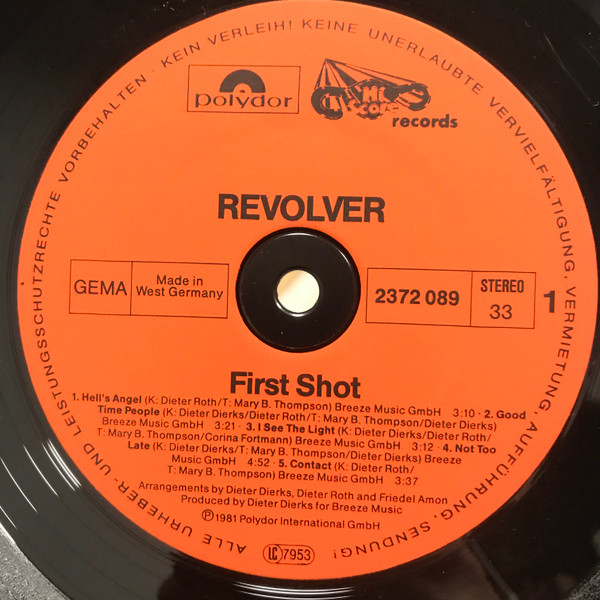 ALLE URHEBER- UND LEISTUNGSSCHUTZRECHTE VORBEHALTEN · KEIN VERLEIH! KEINE UNERLAUBTE VERVIELFÄLTIGUNG, VERMIETUNG, AUFFÜHRUNG, SENDUNG!
polydor
Hi Score
records
REVOLVER
GEMA
Made in
West Germany
2372 089
STEREO
33
1
First Shot
1. Hell's Angel (K: Dieter Roth/T: Mary B. Thompson) Breeze Music GmbH 3:10 · 2. Good
Time People (K: Dieter Dierks/Dieter Roth/T: Mary B. Thompson/Dieter Dierks)
Breeze Music GmbH 3:21 · 3. I See The Light (K: Dieter Dierks/Dieter Roth/
T: Mary B. Thompson/Corina Fortmann) Breeze Music GmbH 3:12 · 4. Not Too
Late (K: Dieter Dierks/T: Mary B. Thompson/Dieter Dierks) Breeze
Music GmbH 4:52 · 5. Contact (K: Dieter Roth/
T: Mary B. Thompson) Breeze Music GmbH 3:37
Arrangements by Dieter Dierks, Dieter Roth and Friedel Amon
Produced by Dieter Dierks for Breeze Music
Ⓟ1981 Polydor International GmbH
LC 7953